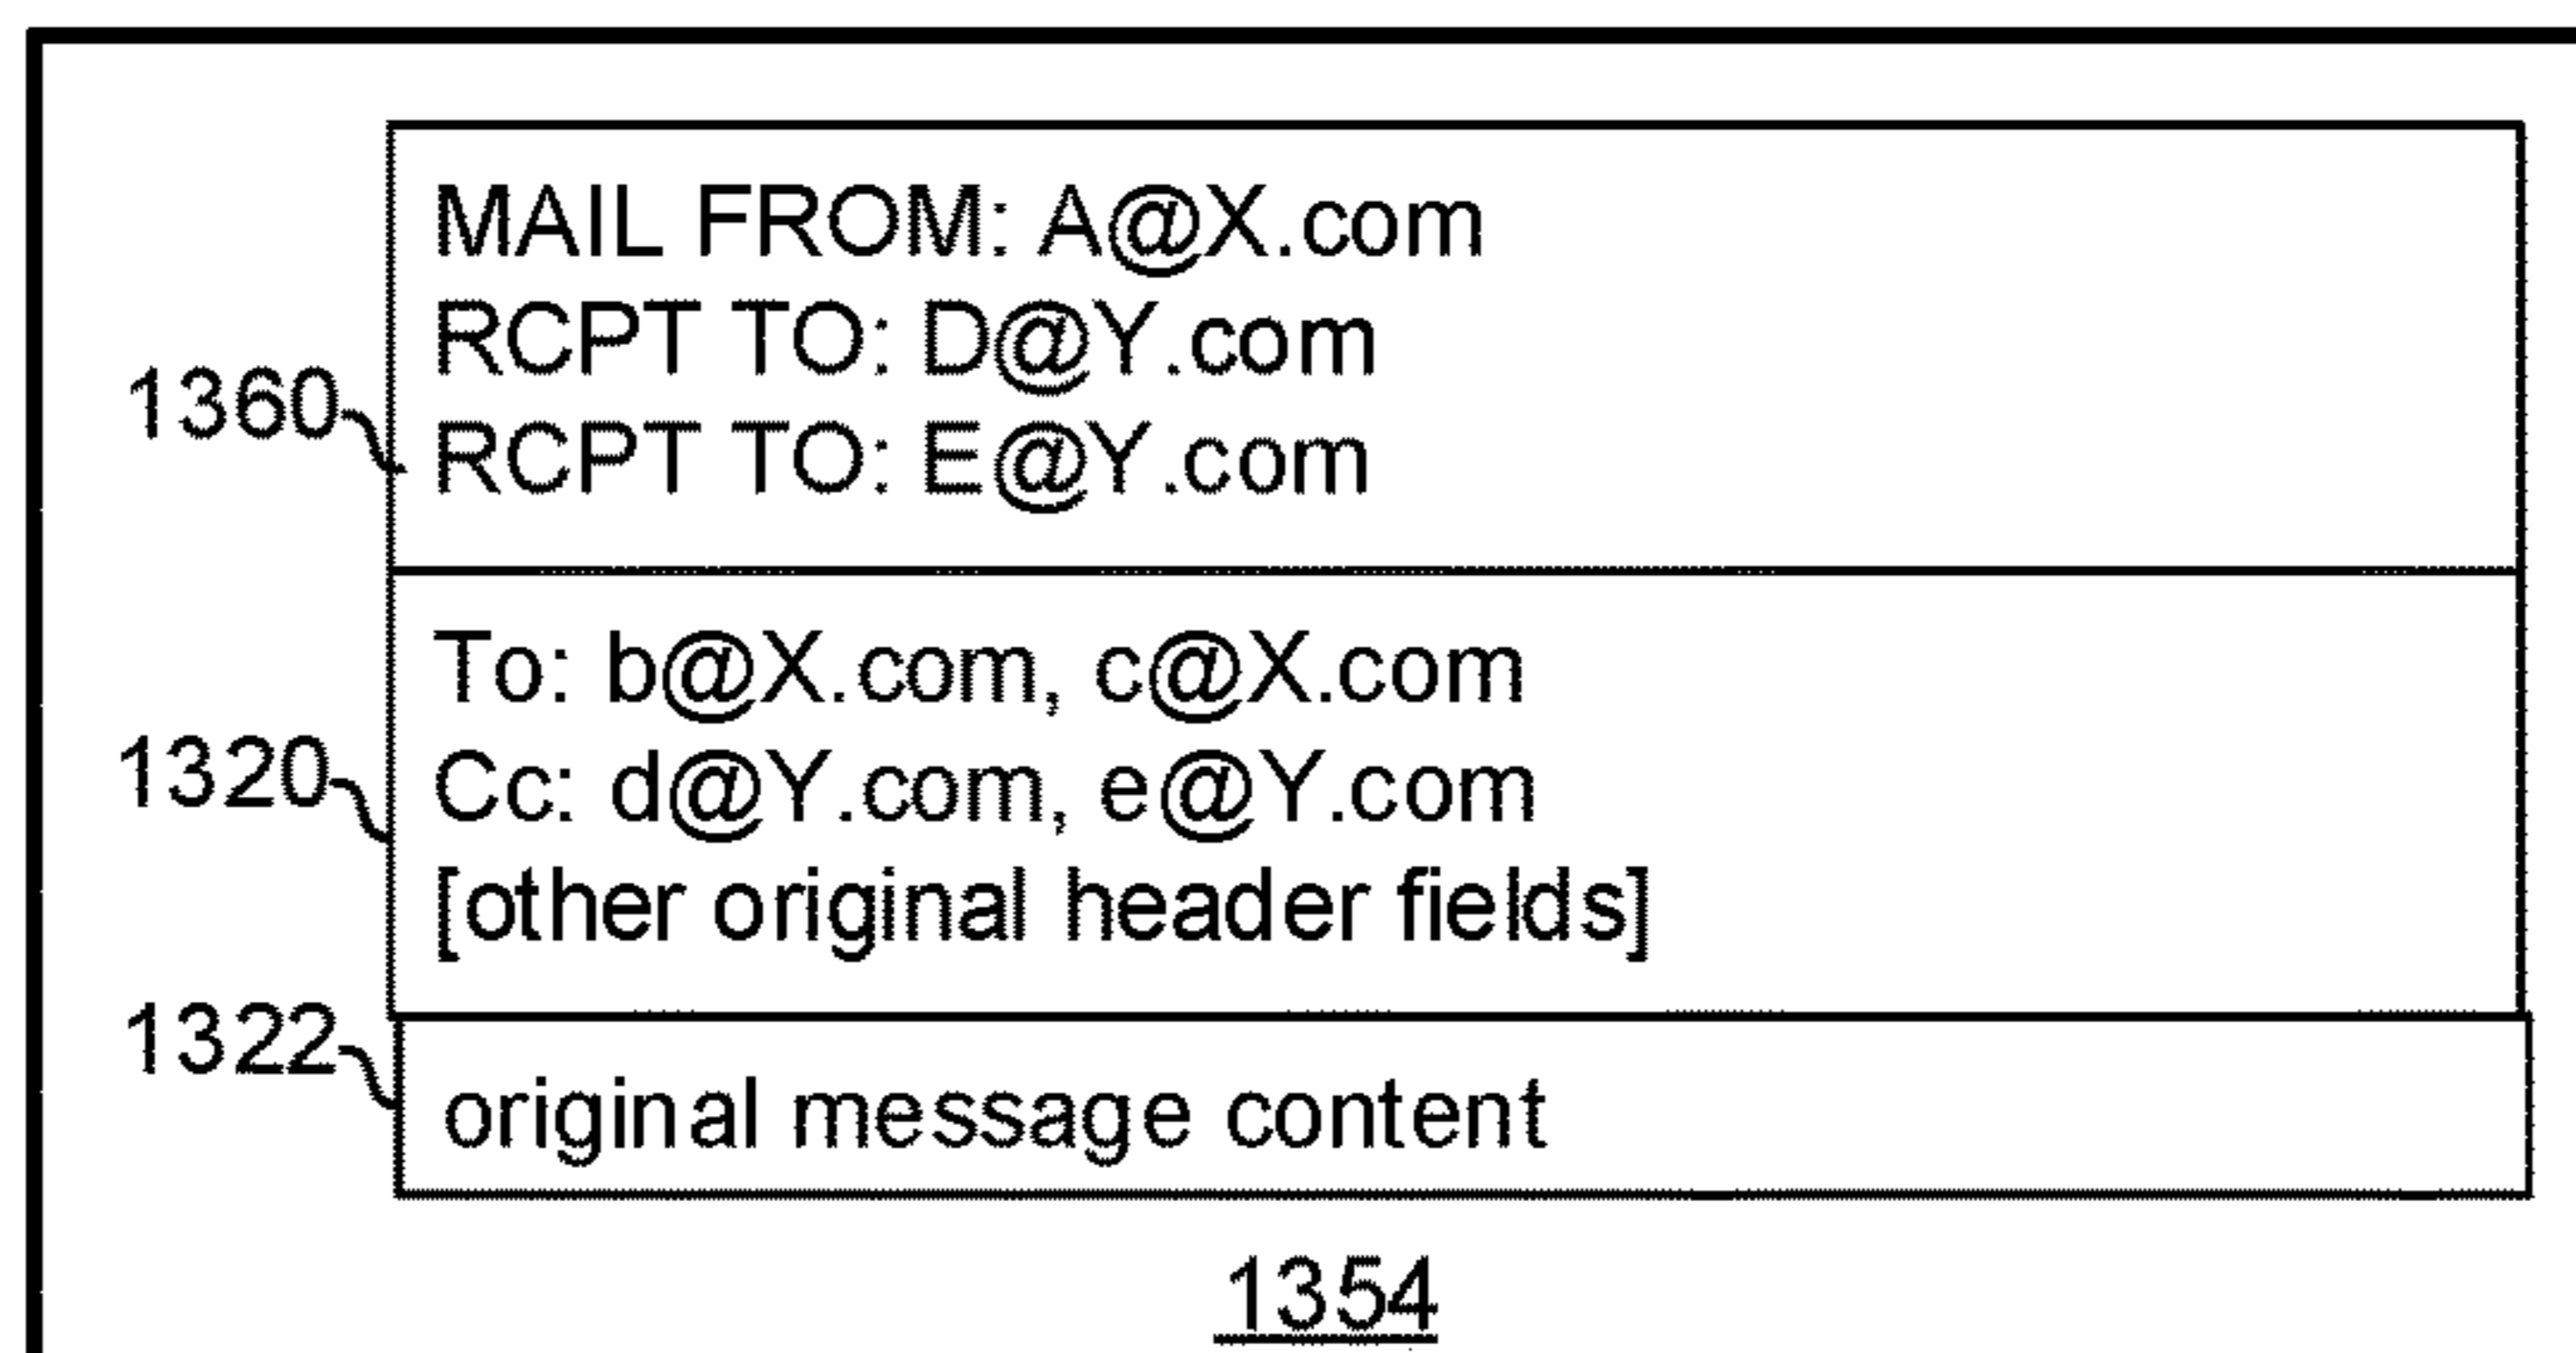 MAIL FROM: A@X.com
RCPT TO: D@Y.com
1360
RCPT TO: E@Y.com
To: b@X.com, c@X.com
1320
Cc: d@Y.com, e@Y.com
[other original header fields]
1322
original message content
1354